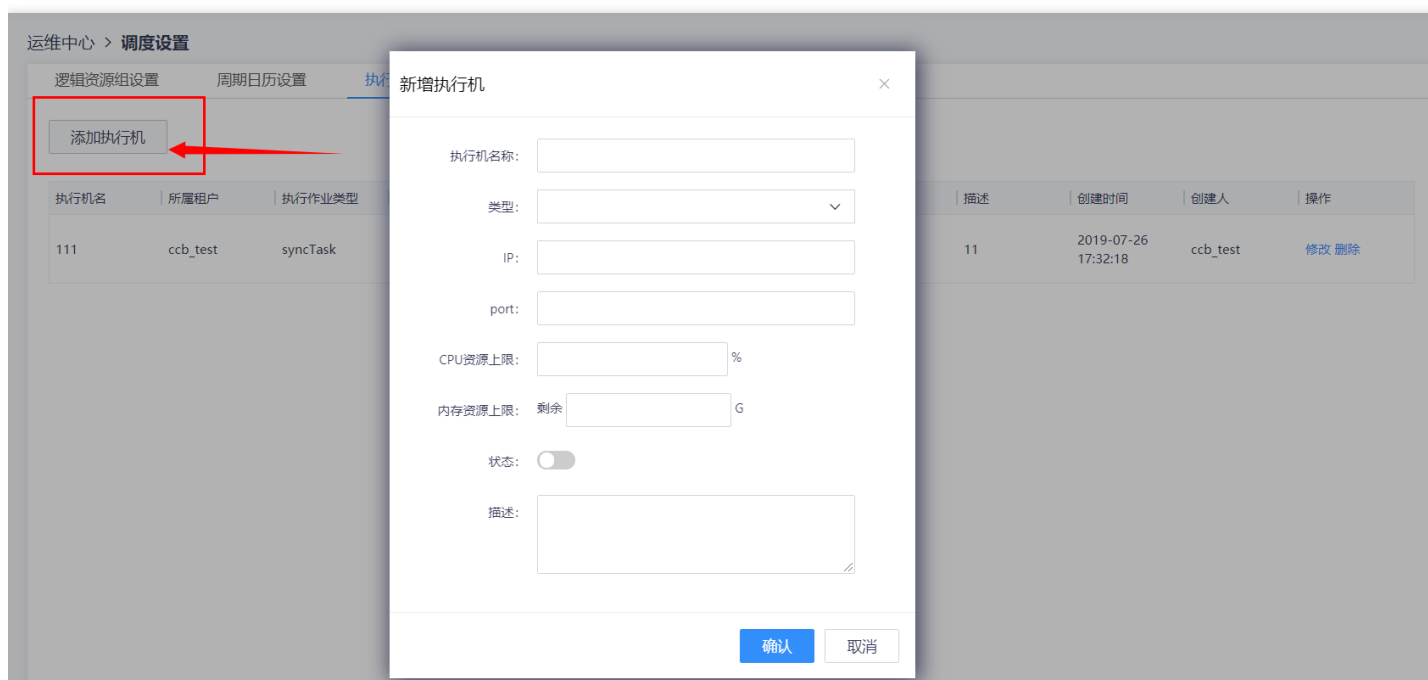 运维中心 > 调度设置
逻辑资源组设置 周期日历设置 执行
添加执行机
执行机名 所属租户 执行作业类型 描述 创建时间 创建人 操作
111 ccb_test syncTask 11 2019-07-26 17:32:18 ccb_test 修改 删除
新增执行机
执行机名称:
类型:
IP:
port:
CPU资源上限: %
内存资源上限: 剩余 G
状态:
描述:
确认 取消